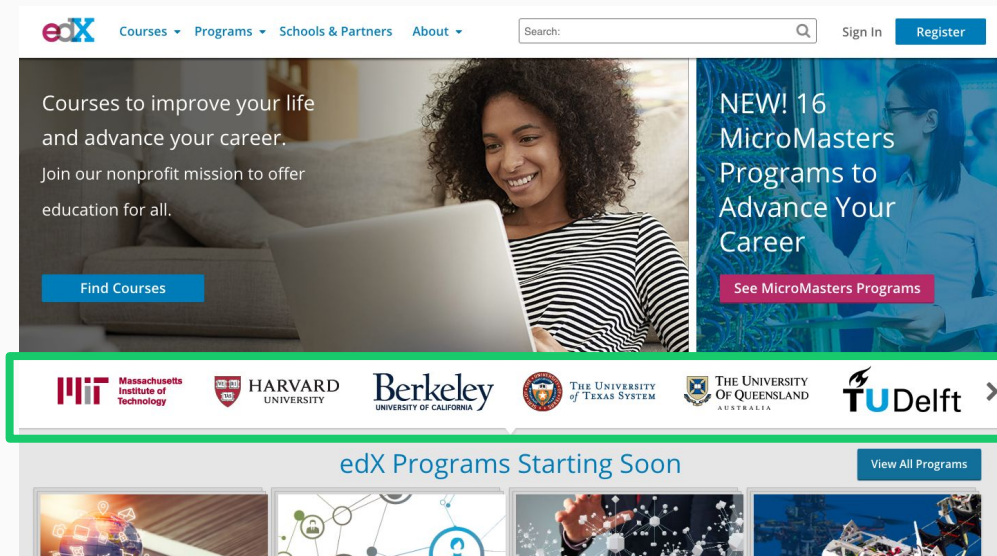 edX
Courses Programs Schools & Partners About
Search:
Sign In
Register
Courses to improve your life
and advance your career.
Join our nonprofit mission to offer
education for all.
Find Courses
NEW! 16
MicroMasters
Programs to
Advance Your
Career
See MicroMasters Programs
MIT
Massachusetts
Institute of
Technology
HARVARD
UNIVERSITY
Berkeley
UNIVERSITY OF CALIFORNIA
THE UNIVERSITY
of TEXAS SYSTEM
THE UNIVERSITY
OF QUEENSLAND
AUSTRALIA
TUDelft
edX Programs Starting Soon
View All Programs